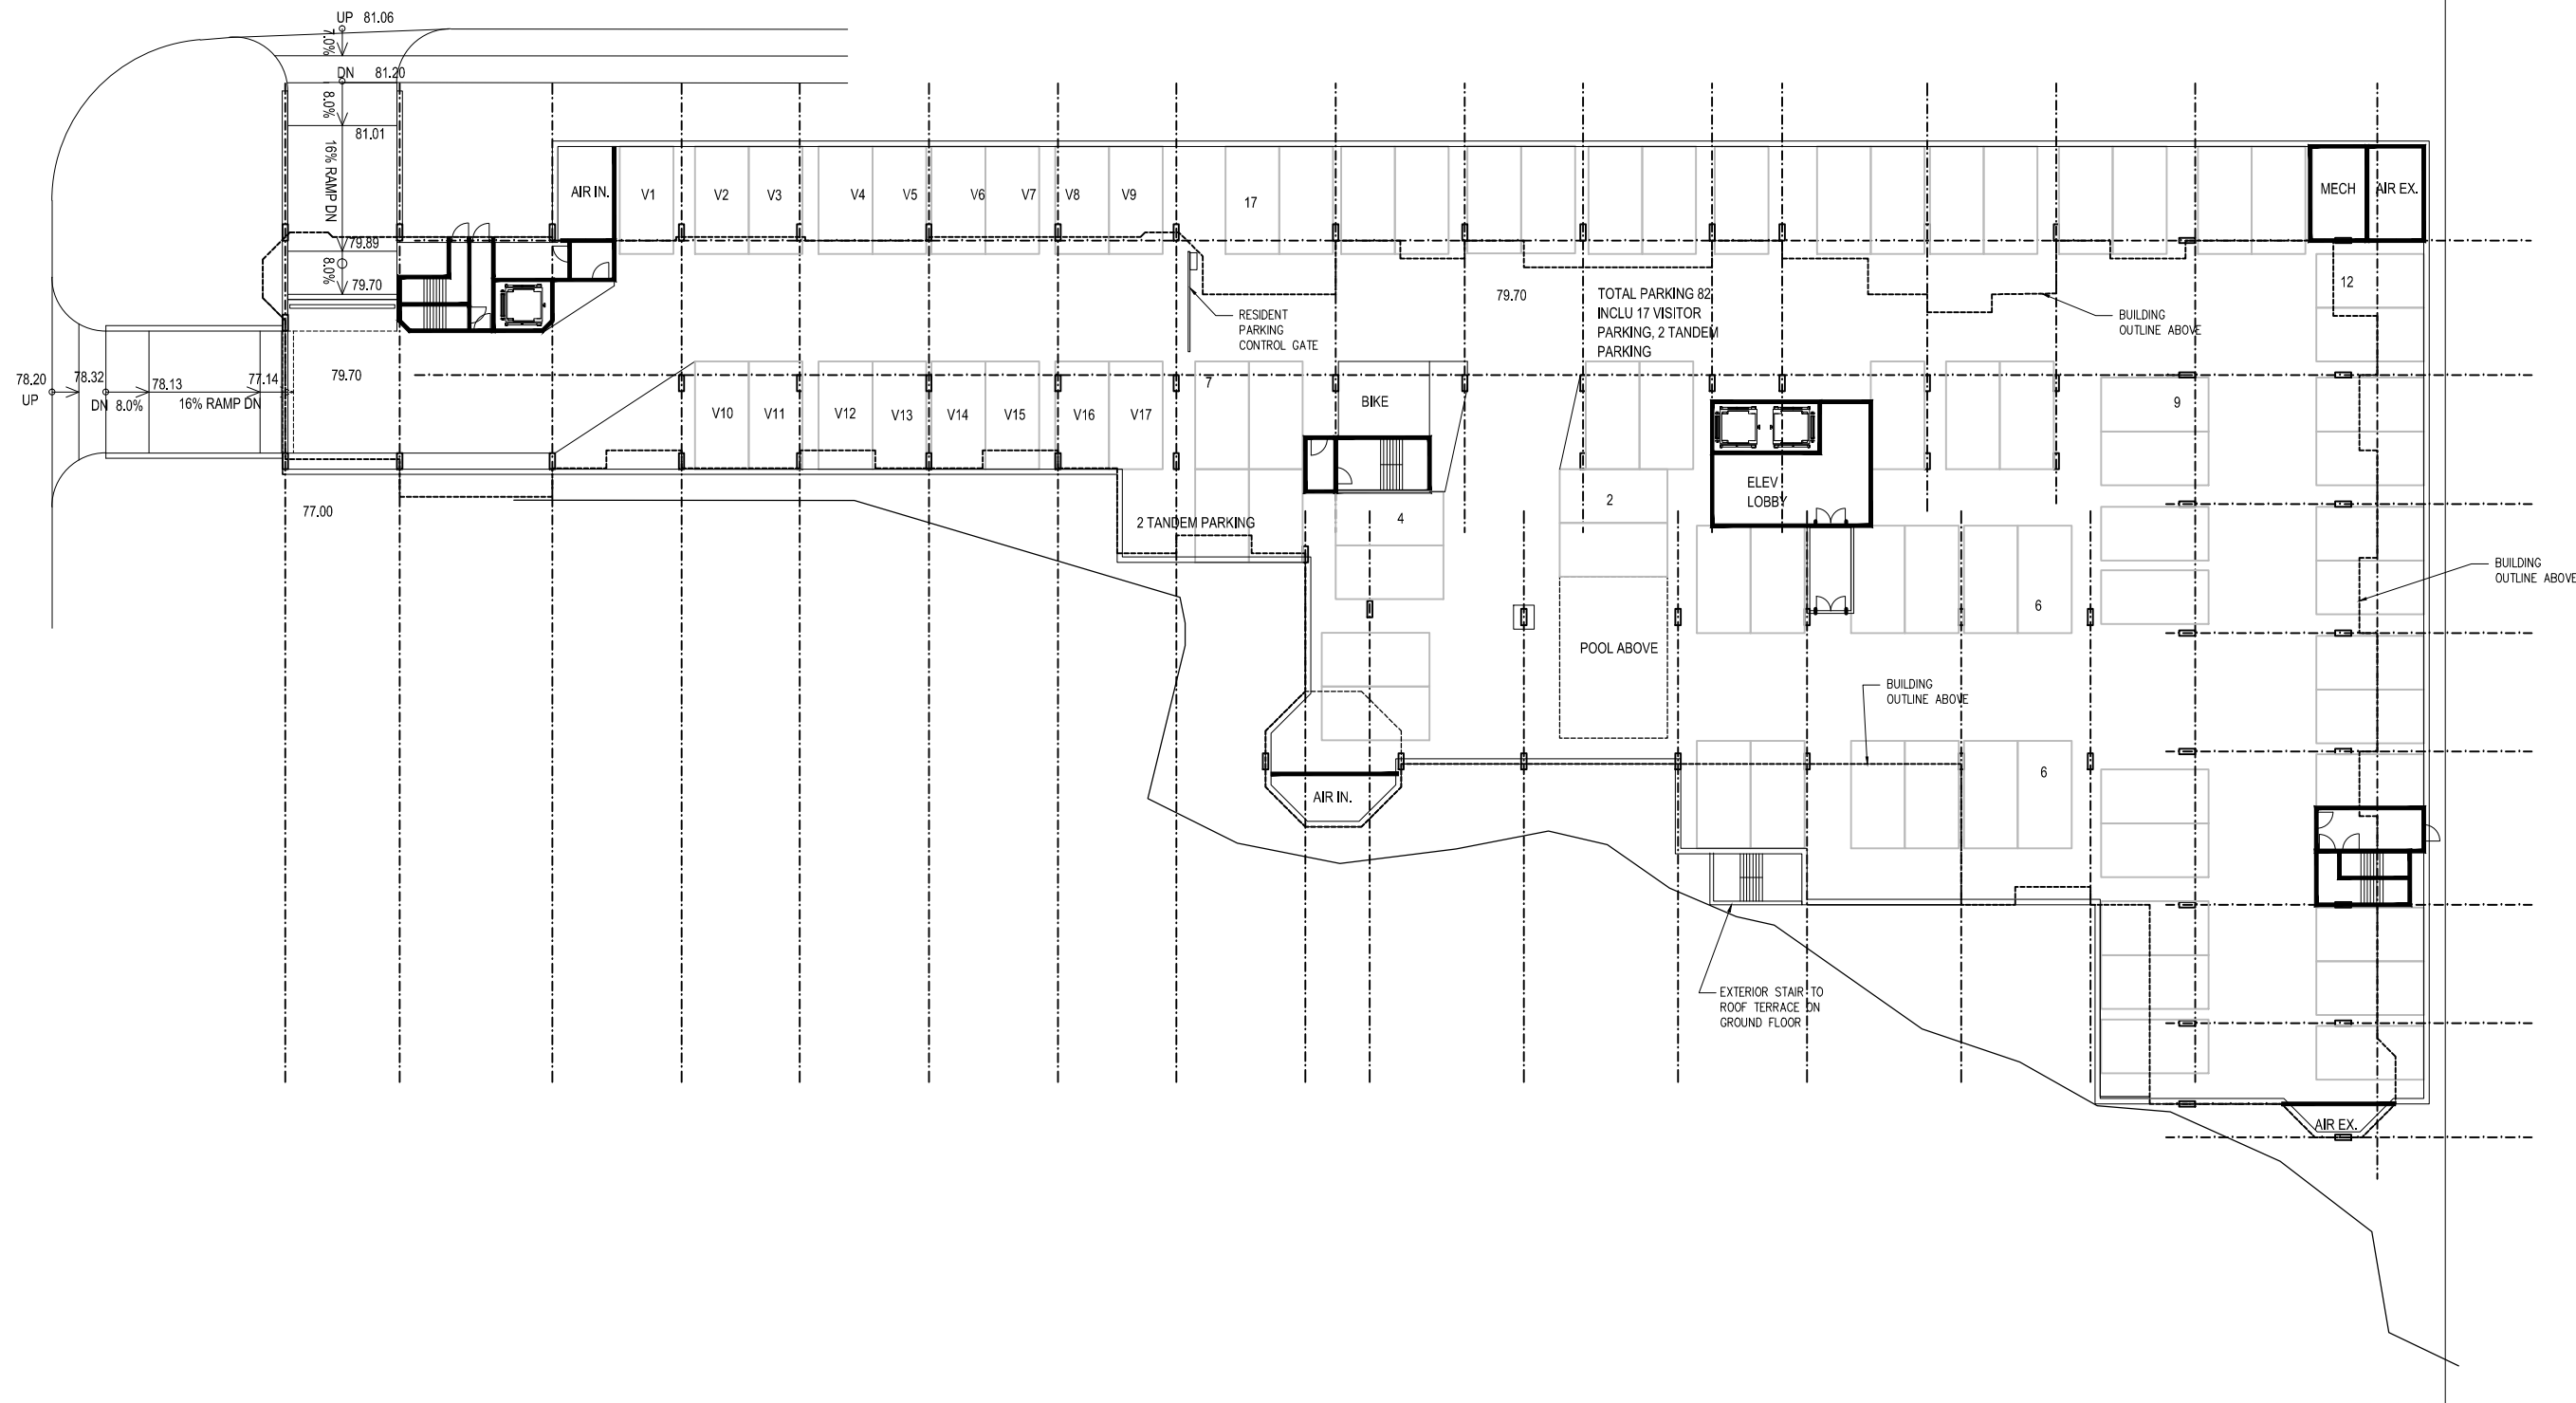 UP 81.06
7.0%
DN 81.20
8.0%
81.01
16% RAMP DN
79.89
8.0%
79.70
AIR IN.
V1
V2
V3
V4
V5
V6
V7
V8
V9
17
MECH
AIR EX.
12
79.70
TOTAL PARKING 82
INCLU 17 VISITOR
PARKING, 2 TANDEM
PARKING
RESIDENT
PARKING
CONTROL GATE
BUILDING
OUTLINE ABOVE
78.20
UP
78.32
DN 8.0%
78.13
77.14
16% RAMP DN
79.70
7
BIKE
9
V10
V11
V12
V13
V14
V15
V16
V17
77.00
2 TANDEM PARKING
4
2
ELEV
LOBBY
BUILDING
OUTLINE ABOVE
6
POOL ABOVE
BUILDING
OUTLINE ABOVE
6
AIR IN.
EXTERIOR STAIR TO
ROOF TERRACE ON
GROUND FLOOR
AIR EX.